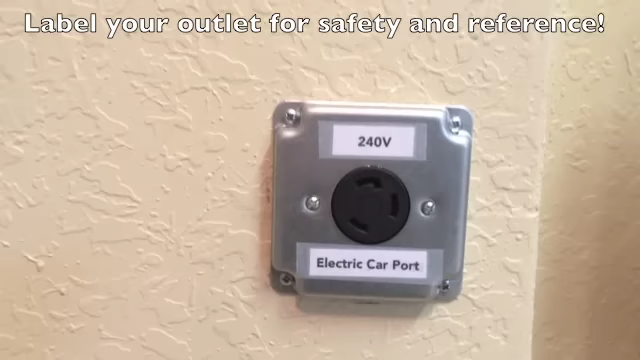 Label your outlet for safety and reference!
240V
Electric Car Port